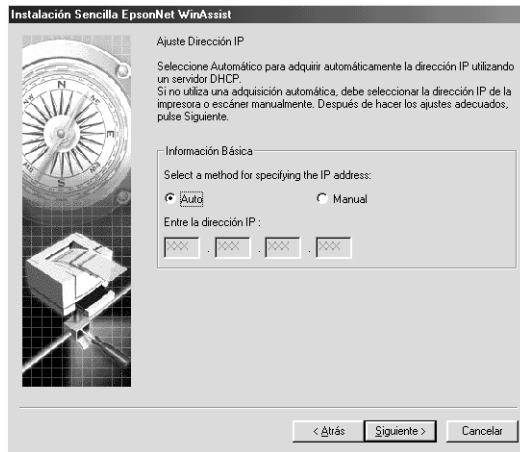 Instalación Sencilla EpsonNet WinAssist
Ajuste Dirección IP
Seleccione Automático para adquirir automáticamente la dirección IP utilizando
un servidor DHCP.
Si no utiliza una adquisición automática, debe seleccionar la dirección IP de la
impresora o escáner manualmente. Después de hacer los ajustes adecuados,
pulse Siguiente.
Información Básica
Select a method for specifying the IP address:
Auto Manual
Entre la dirección IP :
XXX . XXX . XXX . XXX
< Atrás Siguiente > Cancelar
N
NE
E
S
W
NW